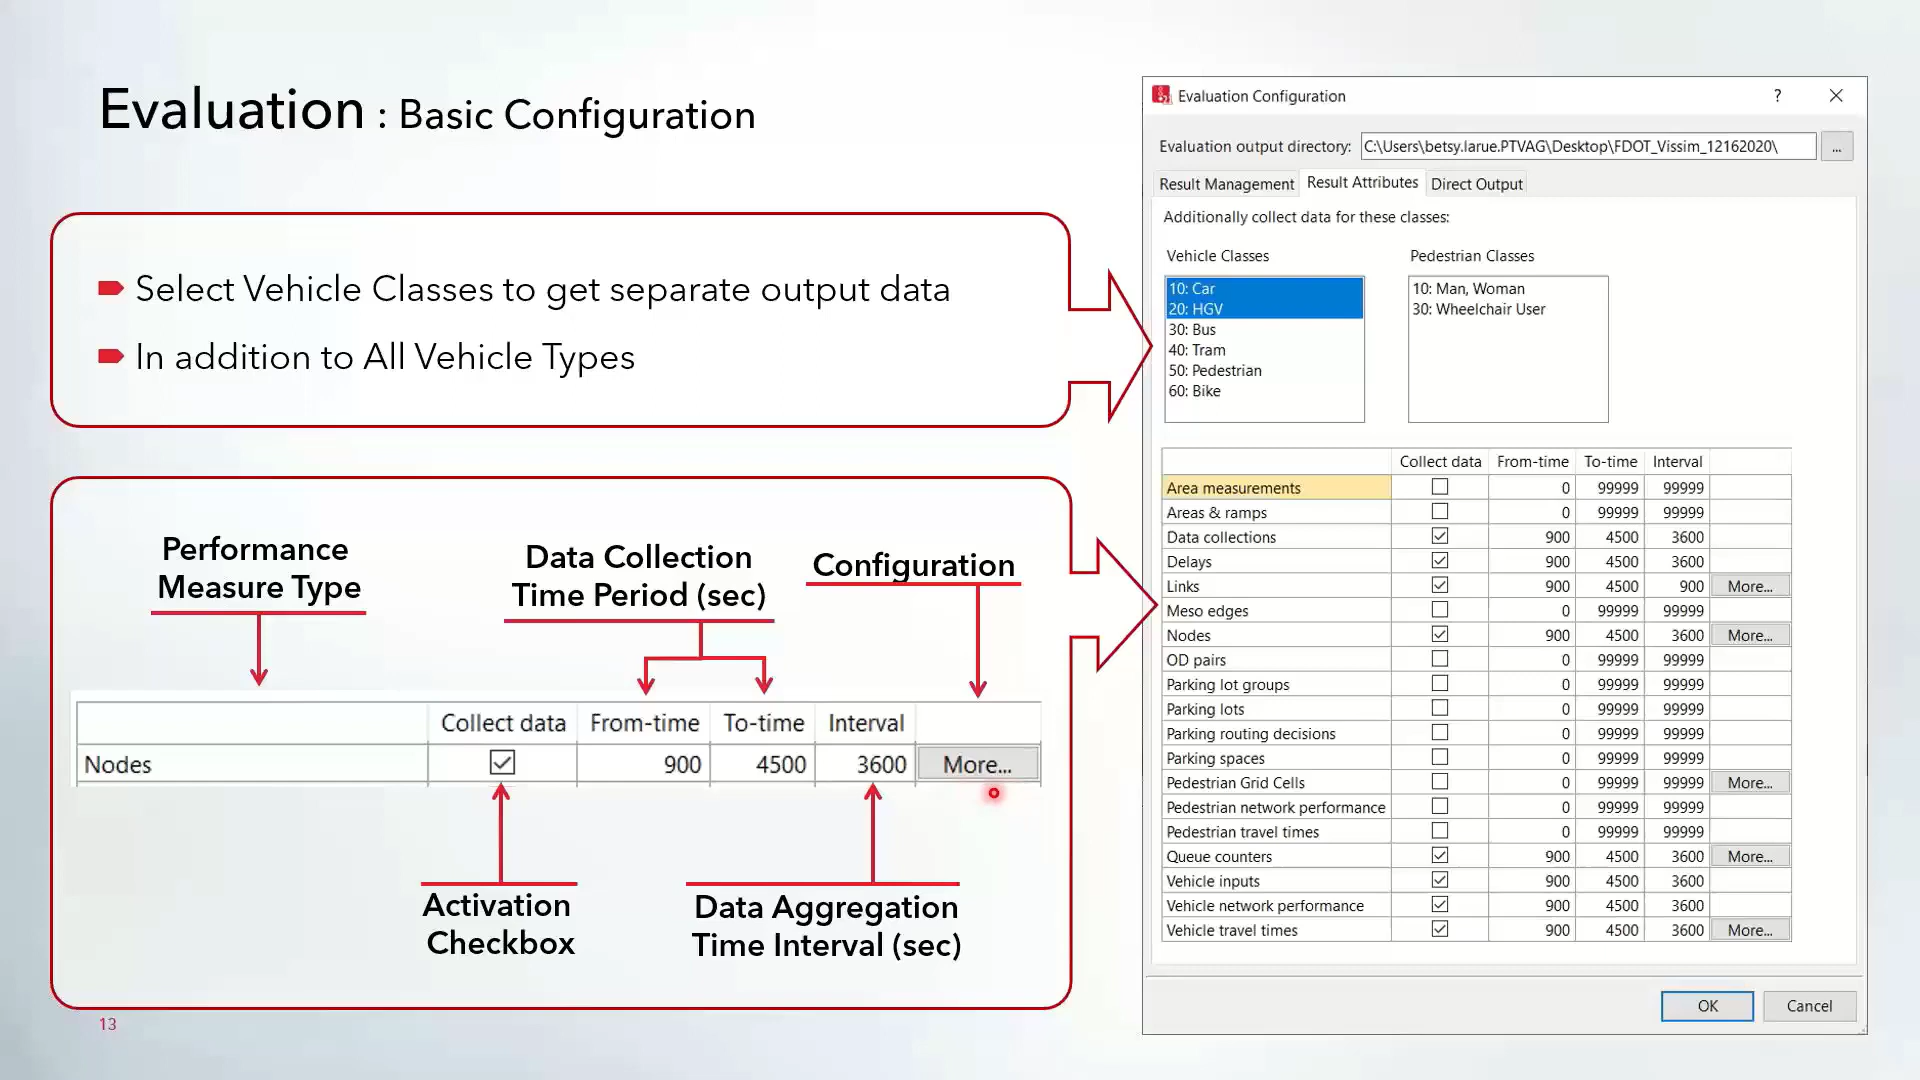 Evaluation : Basic Configuration
Select Vehicle Classes to get separate output data
In addition to All Vehicle Types
Performance
Measure Type
Data Collection
Time Period (sec)
Configuration
Collect data From-time To-time Interval
Nodes 900 4500 3600 More...
Activation
Checkbox
Data Aggregation
Time Interval (sec)
13
Evaluation Configuration ?
Evaluation output directory: C:\Users\betsy.larue.PTVAG\Desktop\FDOT_Vissim_12162020\ ...
Result Management Result Attributes Direct Output
Additionally collect data for these classes:
Vehicle Classes Pedestrian Classes
10: Car 10: Man, Woman
20: HGV 30: Wheelchair User
30: Bus
40: Tram
50: Pedestrian
60: Bike
Collect data From-time To-time Interval
Area measurements 0 99999 99999
Areas & ramps 0 99999 99999
Data collections 900 4500 3600
Delays 900 4500 3600
Links 900 4500 900 More...
Meso edges 0 99999 99999
Nodes 900 4500 3600 More...
OD pairs 0 99999 99999
Parking lot groups 0 99999 99999
Parking lots 0 99999 99999
Parking routing decisions 0 99999 99999
Parking spaces 0 99999 99999
Pedestrian Grid Cells 0 99999 99999 More...
Pedestrian network performance 0 99999 99999
Pedestrian travel times 0 99999 99999
Queue counters 900 4500 3600 More...
Vehicle inputs 900 4500 3600
Vehicle network performance 900 4500 3600
Vehicle travel times 900 4500 3600 More...
OK Cancel